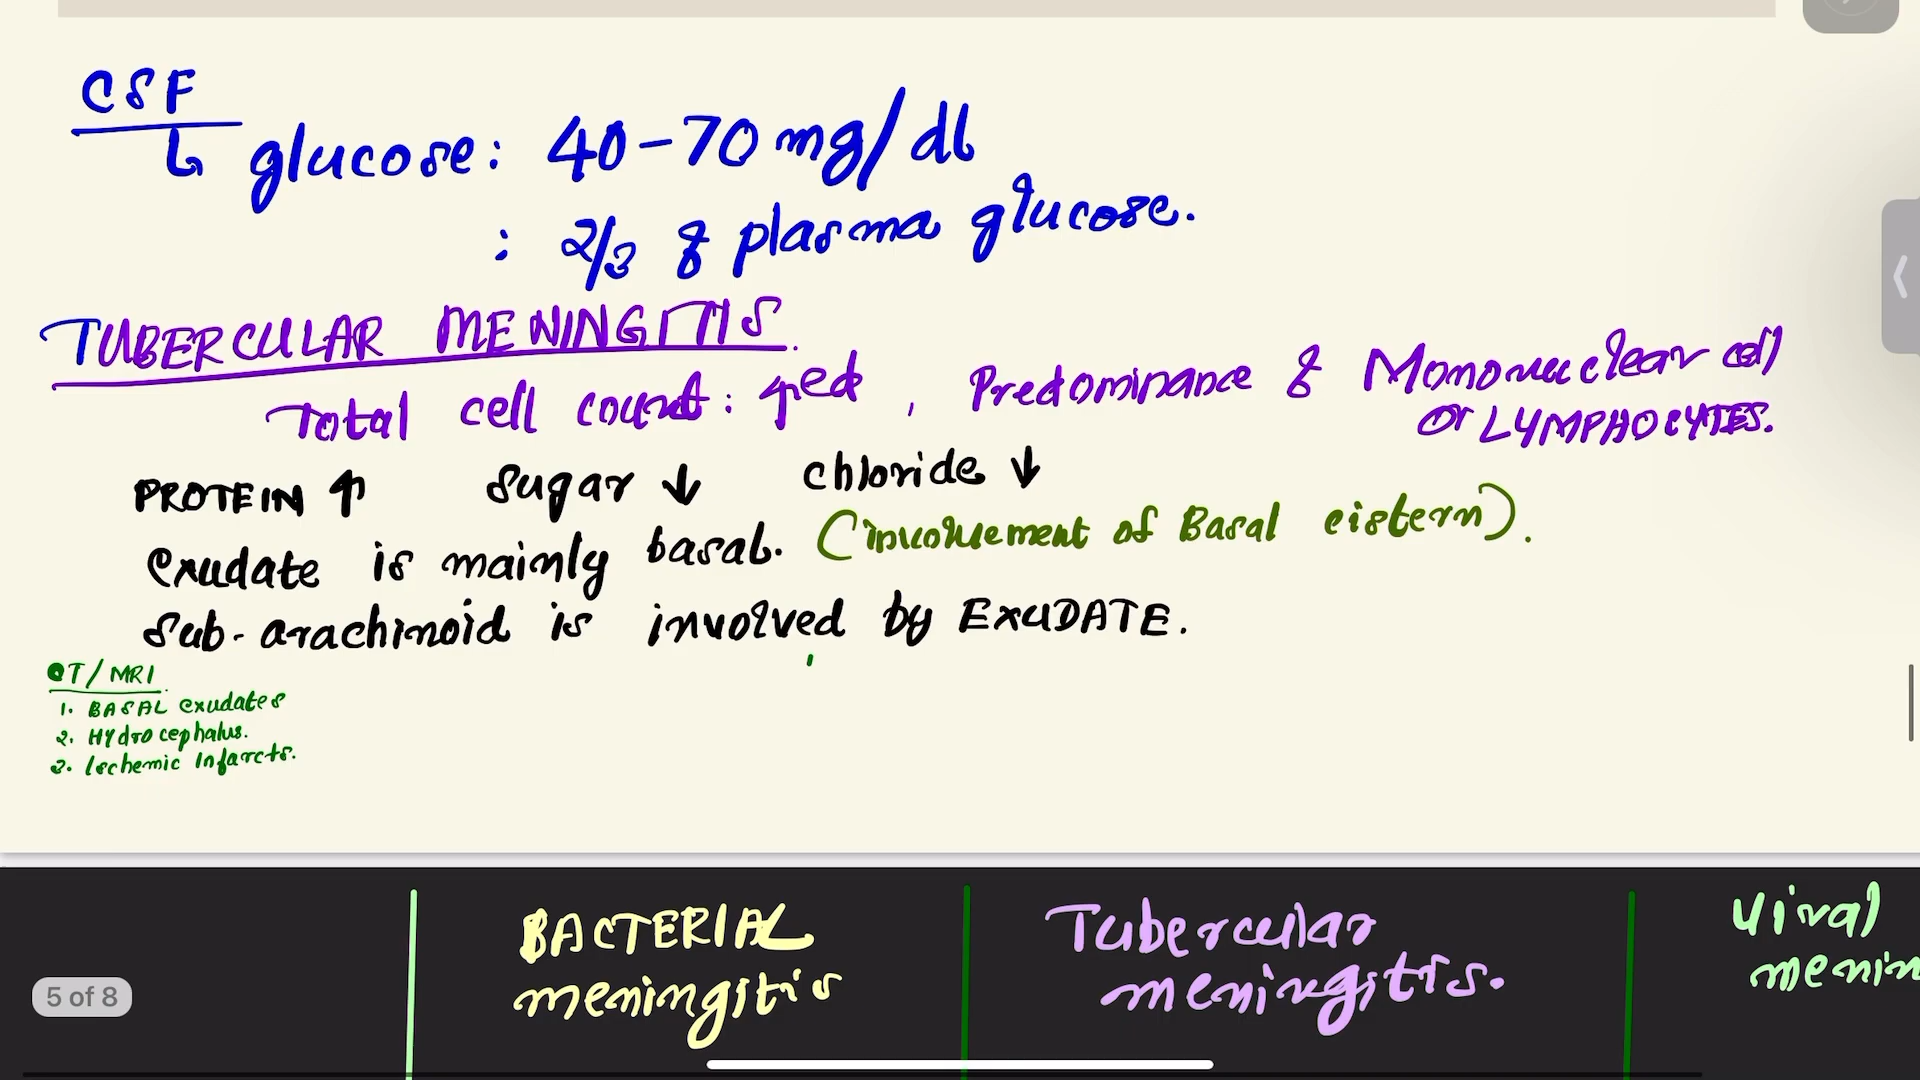 CSF
↳ glucose: 40-70 mg/dl
: 2/3 of plasma glucose.
TUBERCULAR MENINGITIS.
Total cell count: ↑ed, Predominance of Mononuclear cell
or LYMPHOCYTES.
PROTEIN ↑ Sugar ↓ chloride ↓
Exudate is mainly basal. (involvement of Basal cistern).
Sub-arachinoid is involved by EXUDATE.
CT/MRI
1. BASAL exudates
2. Hydrocephalus.
3. Ischemic Infarcts.
BACTERIAL meningitis
Tubercular meningitis.
Viral menin
5 of 8